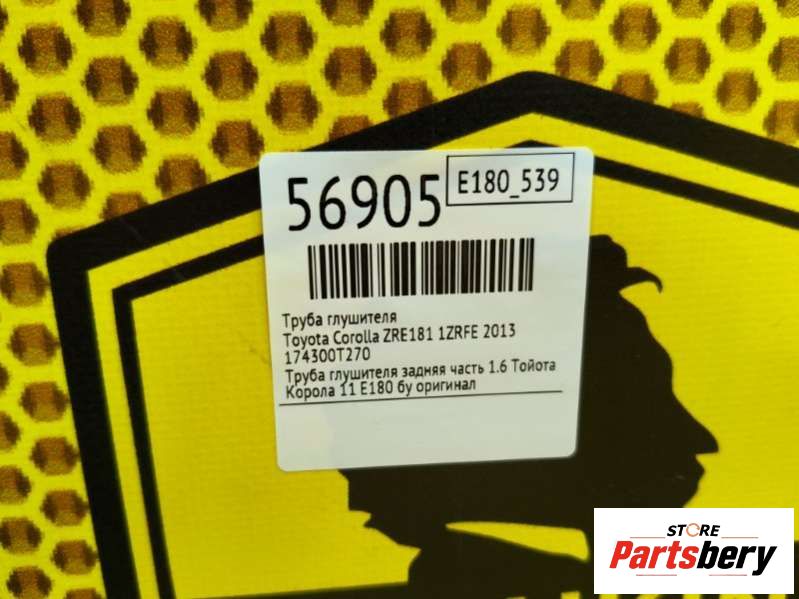 56905
E180_539
Труба глушителя
Toyota Corolla ZRE181 1ZRFE 2013
174300T270
Труба глушителя задняя часть 1.6 Тойота
Корола 11 Е180 бу оригинал
STORE
Partsbery